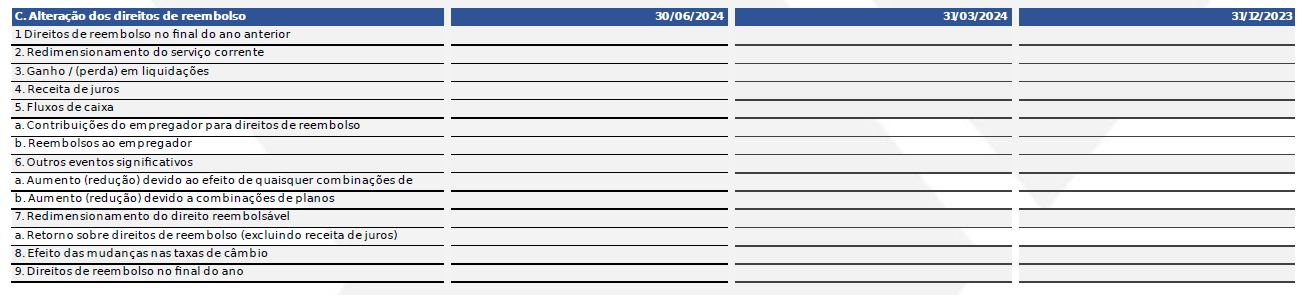 C. Alteração dos direitos de reembolso 30/06/2024 31/03/2024 31/12/2023
1 Direitos de reembolso no final do ano anterior
2. Redimensionamento do serviço corrente
3. Ganho / (perda) em liquidações
4. Receita de juros
5. Fluxos de caixa
a. Contribuições do empregador para direitos de reembolso
b. Reembolsos ao empregador
6. Outros eventos significativos
a. Aumento (redução) devido ao efeito de quaisquer combinações de
b. Aumento (redução) devido a combinações de planos
7. Redimensionamento do direito reembolsável
a. Retorno sobre direitos de reembolso (excluindo receita de juros)
8. Efeito das mudanças nas taxas de câmbio
9. Direitos de reembolso no final do ano